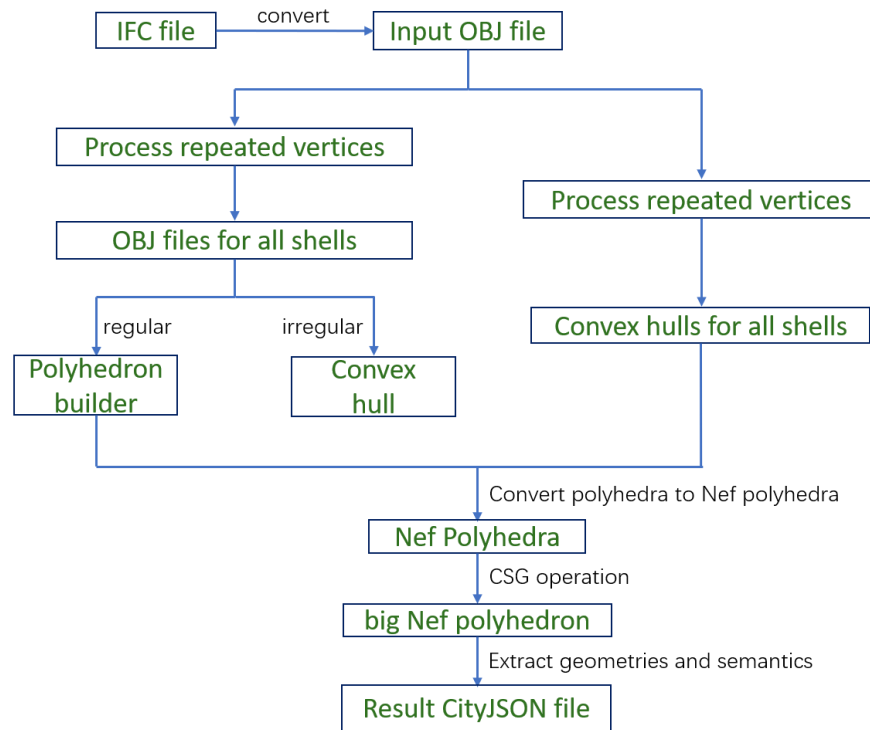 IFC file
convert
Input OBJ file
Process repeated vertices
Process repeated vertices
OBJ files for all shells
Convex hulls for all shells
regular
irregular
Polyhedron
builder
Convex
hull
Convert polyhedra to Nef polyhedra
Nef Polyhedra
CSG operation
big Nef polyhedron
Extract geometries and semantics
Result CityJSON file